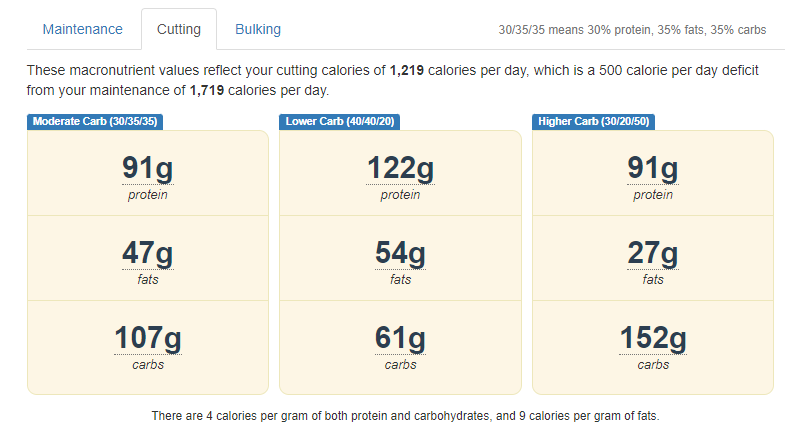 Maintenance
Cutting
Bulking
30/35/35 means 30% protein, 35% fats, 35% carbs
These macronutrient values reflect your cutting calories of 1,219 calories per day, which is a 500 calorie per day deficit
from your maintenance of 1,719 calories per day.
Moderate Carb (30/35/35)
91g
protein
47g
fats
107g
carbs
Lower Carb (40/40/20)
122g
protein
54g
fats
61g
carbs
Higher Carb (30/20/50)
91g
protein
27g
fats
152g
carbs
There are 4 calories per gram of both protein and carbohydrates, and 9 calories per gram of fats.